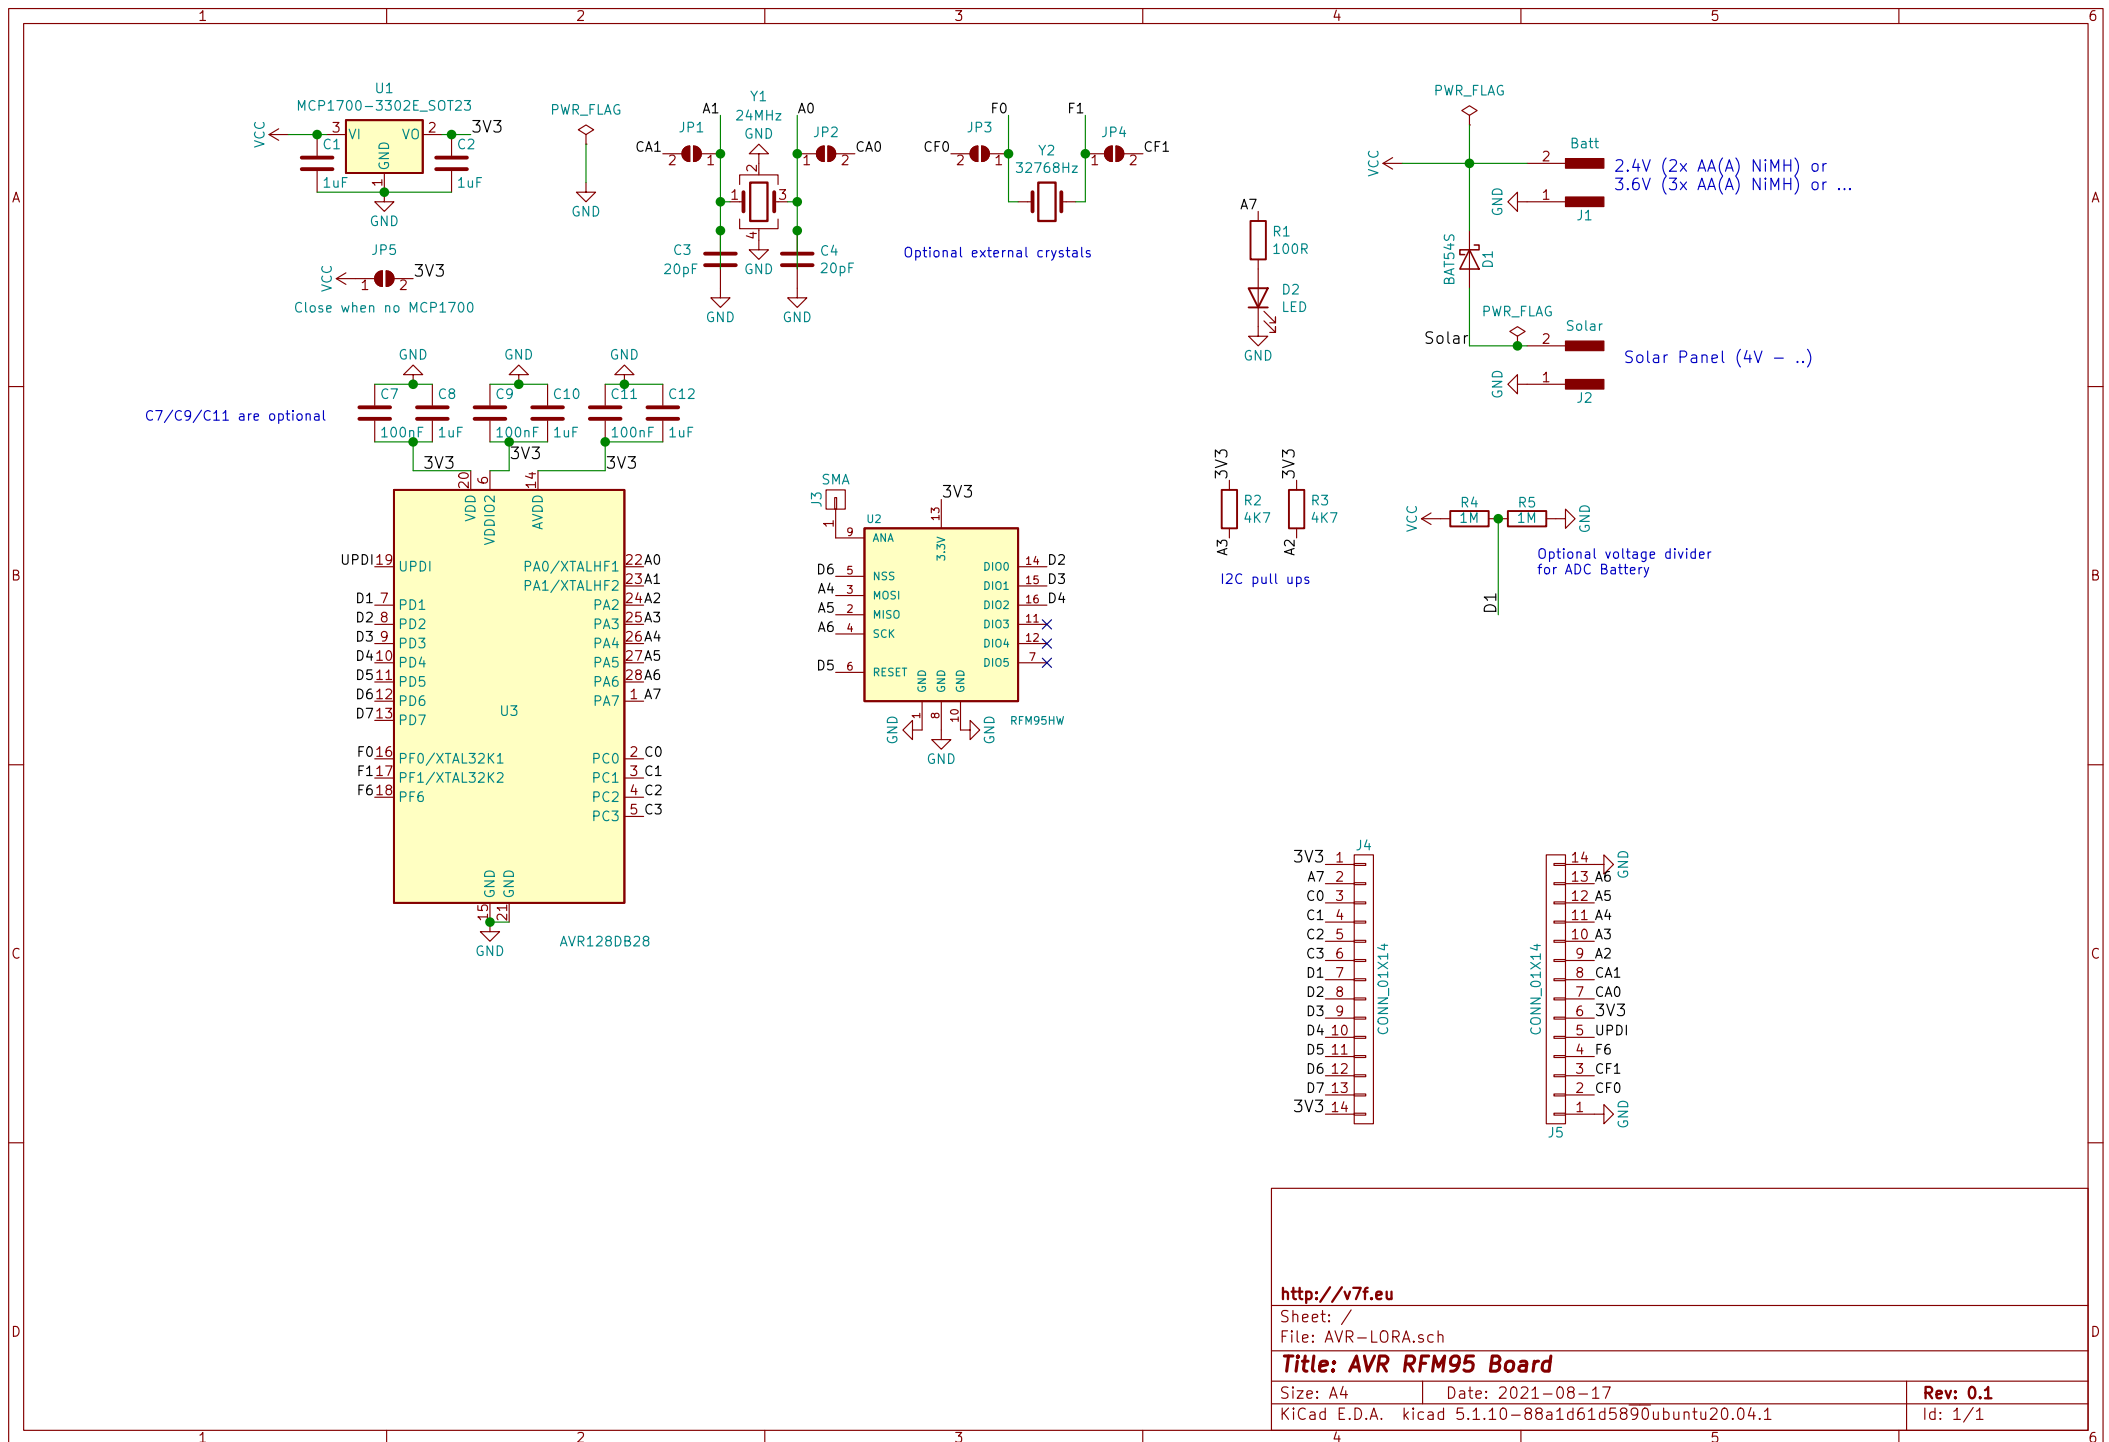 1 2 3 4 5 6
A
B
C
D
A
B
C
D
1 2 3 4 5 6
U1
MCP1700-3302E_SOT23
VCC
3 VI
VO 2
3V3
GND
1
C1
1uF
C2
1uF
GND
JP5
VCC
1 2
3V3
Close when no MCP1700
PWR_FLAG
GND
Y1
24MHz
GND
A1
A0
JP1
CA1
2 1
JP2
1 2
CA0
2
1 3
4
GND
C3
20pF
C4
20pF
GND
GND
F0
F1
JP3
CF0
2 1
Y2
32768Hz
JP4
1 2
CF1
Optional external crystals
A7
R1
100R
D2
LED
GND
PWR_FLAG
VCC
Batt
2
2.4V (2x AA(A) NiMH) or
3.6V (3x AA(A) NiMH) or ...
GND
1
J1
BAT54S
D1
PWR_FLAG
Solar
Solar
2
Solar Panel (4V - ..)
GND
1
J2
GND
GND
GND
C7
100nF
C8
1uF
C9
100nF
C10
1uF
C11
100nF
C12
1uF
C7/C9/C11 are optional
3V3
3V3
3V3
20
6
14
VDD
VDDIO2
AVDD
UPDI 19 UPDI
D1 7 PD1
D2 8 PD2
D3 9 PD3
D4 10 PD4
D5 11 PD5
D6 12 PD6
D7 13 PD7
F0 16 PF0/XTAL32K1
F1 17 PF1/XTAL32K2
F6 18 PF6
PA0/XTALHF1 22 A0
PA1/XTALHF2 23 A1
PA2 24 A2
PA3 25 A3
PA4 26 A4
PA5 27 A5
PA6 28 A6
PA7 1 A7
U3
PC0 2 C0
PC1 3 C1
PC2 4 C2
PC3 5 C3
GND
GND
15
21
GND
AVR128DB28
SMA
J3
1
U2
3V3
13
3.3V
9 ANA
D6 5 NSS
A4 3 MOSI
A5 2 MISO
A6 4 SCK
D5 6 RESET
DIO0 14 D2
DIO1 15 D3
DIO2 16 D4
DIO3 11
DIO4 12
DIO5 7
GND
GND
GND
1
8
10
GND
GND
GND
RFM95HW
3V3
R2
4K7
A3
3V3
R3
4K7
A2
I2C pull ups
VCC
R4
1M
R5
1M
GND
D1
Optional voltage divider
for ADC Battery
J4
3V3 1
A7 2
C0 3
C1 4
C2 5
C3 6
D1 7
D2 8
D3 9
D4 10
D5 11
D6 12
D7 13
3V3 14
CONN_01X14
CONN_01X14
14 GND
13 A6
12 A5
11 A4
10 A3
9 A2
8 CA1
7 CA0
6 3V3
5 UPDI
4 F6
3 CF1
2 CF0
1 GND
J5
http://v7f.eu
Sheet: /
File: AVR-LORA.sch
Title: AVR RFM95 Board
Size: A4
Date: 2021-08-17
Rev: 0.1
KiCad E.D.A. kicad 5.1.10-88a1d61d5890ubuntu20.04.1
Id: 1/1